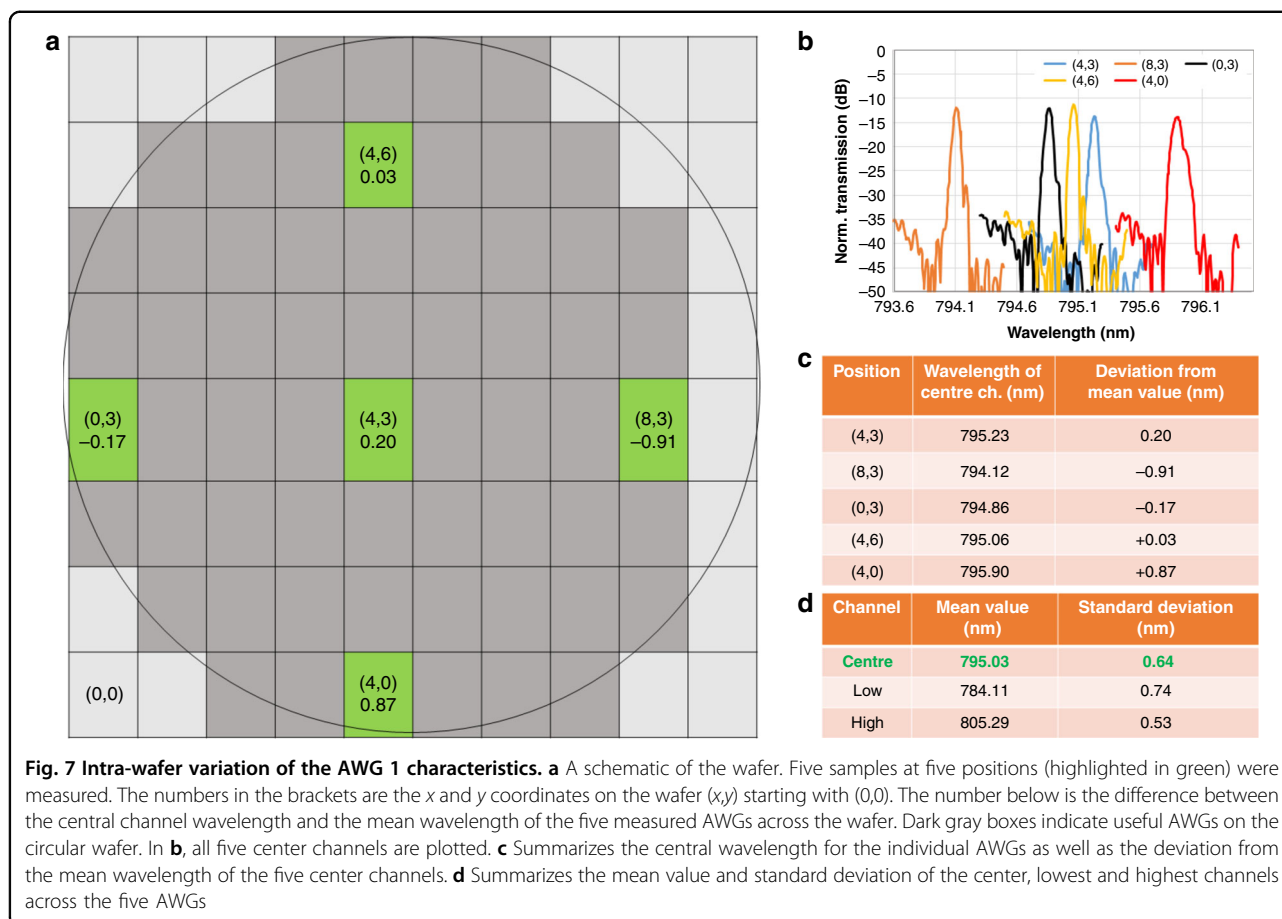 a
(4,6)
0.03
(0,3)
−0.17
(4,3)
0.20
(8,3)
−0.91
(0,0)
(4,0)
0.87
b
0
−5
−10
−15
−20
−25
−30
−35
−40
−45
−50
Norm. transmission (dB)
(4,3) (8,3) (0,3)
(4,6) (4,0)
793.6 794.1 794.6 795.1 795.6 796.1
Wavelength (nm)
c
Position Wavelength of centre ch. (nm) Deviation from mean value (nm)
(4,3) 795.23 0.20
(8,3) 794.12 −0.91
(0,3) 794.86 −0.17
(4,6) 795.06 +0.03
(4,0) 795.90 +0.87
d
Channel Mean value (nm) Standard deviation (nm)
Centre 795.03 0.64
Low 784.11 0.74
High 805.29 0.53
Fig. 7 Intra-wafer variation of the AWG 1 characteristics. a A schematic of the wafer. Five samples at five positions (highlighted in green) were
measured. The numbers in the brackets are the x and y coordinates on the wafer (x,y) starting with (0,0). The number below is the difference between
the central channel wavelength and the mean wavelength of the five measured AWGs across the wafer. Dark gray boxes indicate useful AWGs on the
circular wafer. In b, all five center channels are plotted. c Summarizes the central wavelength for the individual AWGs as well as the deviation from
the mean wavelength of the five center channels. d Summarizes the mean value and standard deviation of the center, lowest and highest channels
across the five AWGs